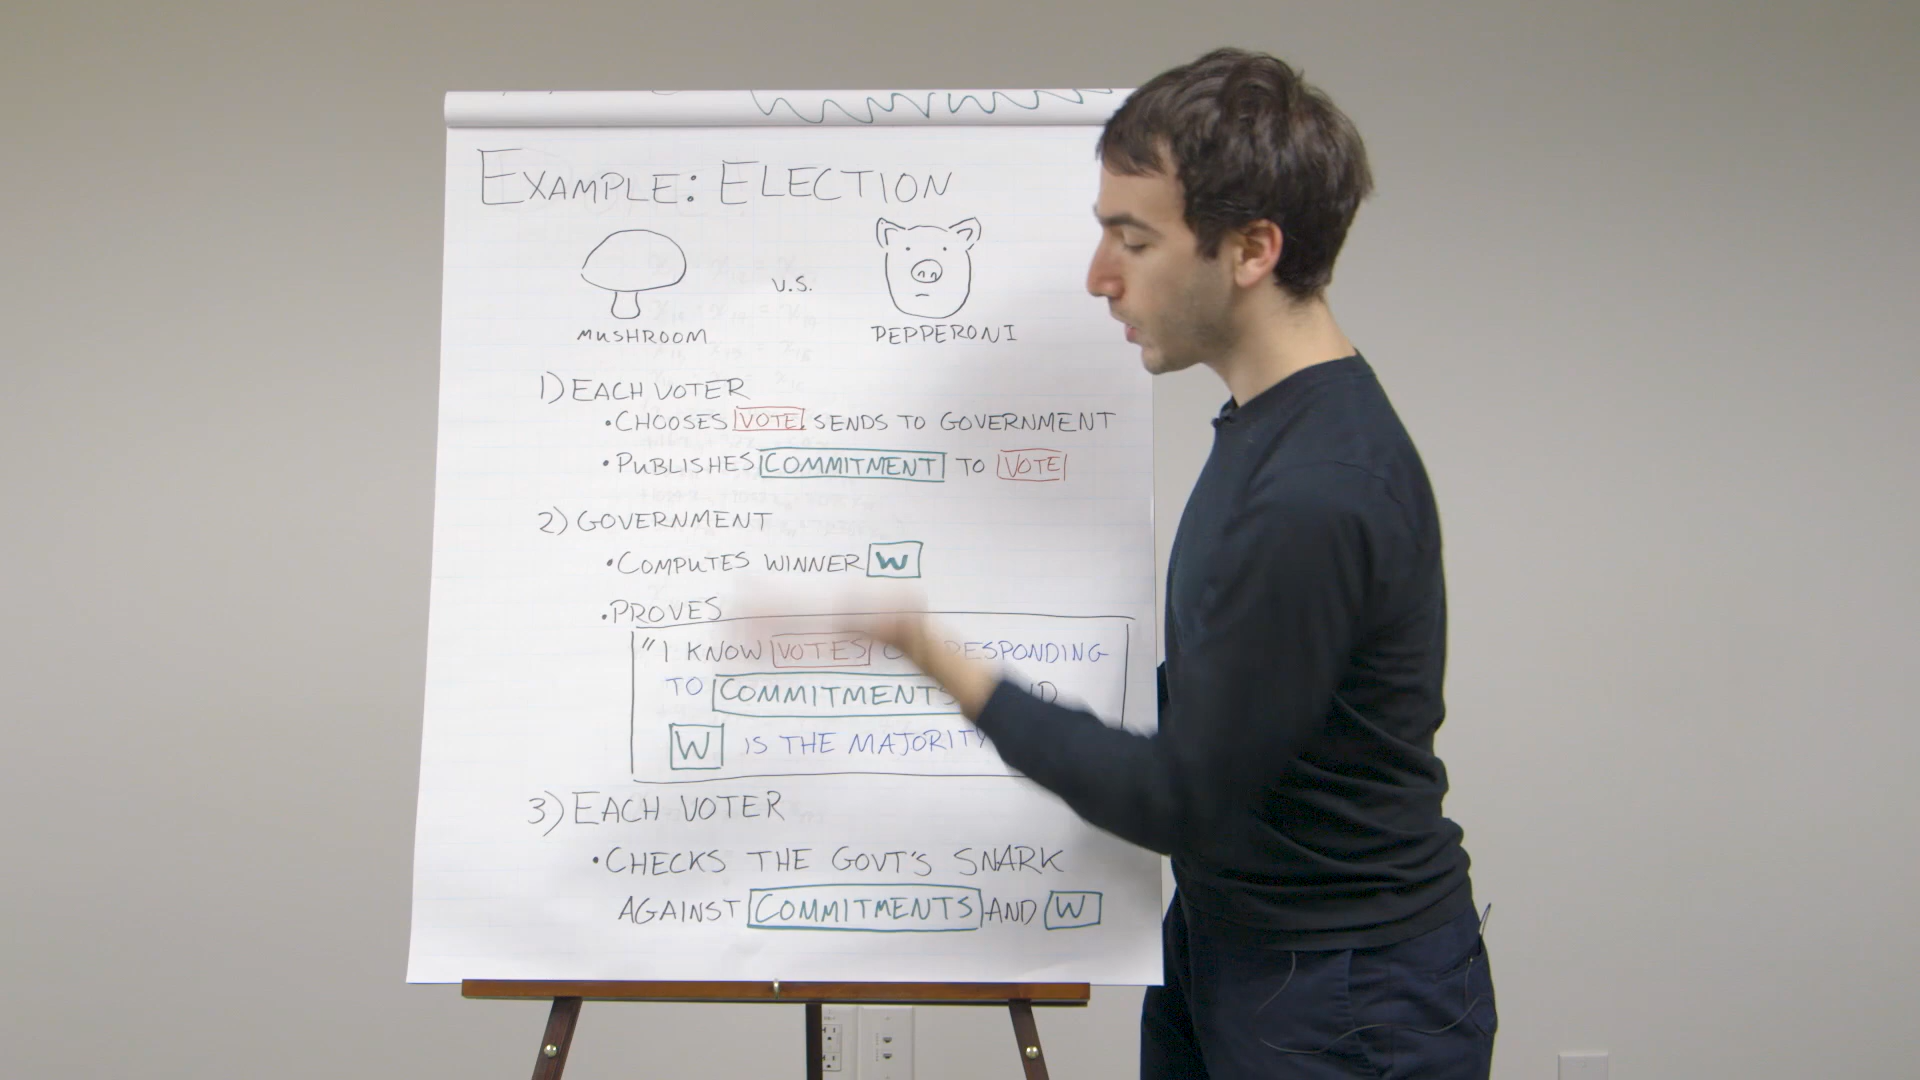 EXAMPLE: ELECTION
MUSHROOM V.S. PEPPERONI
1) EACH VOTER
• CHOOSES VOTE, SENDS TO GOVERNMENT
• PUBLISHES COMMITMENT TO VOTE
2) GOVERNMENT
• COMPUTES WINNER W
• PROVES
"I KNOW VOTES
TO COMMITMENTS
W IS THE MAJORITY
3) EACH VOTER
• CHECKS THE GOVT'S SNARK
AGAINST COMMITMENTS AND W